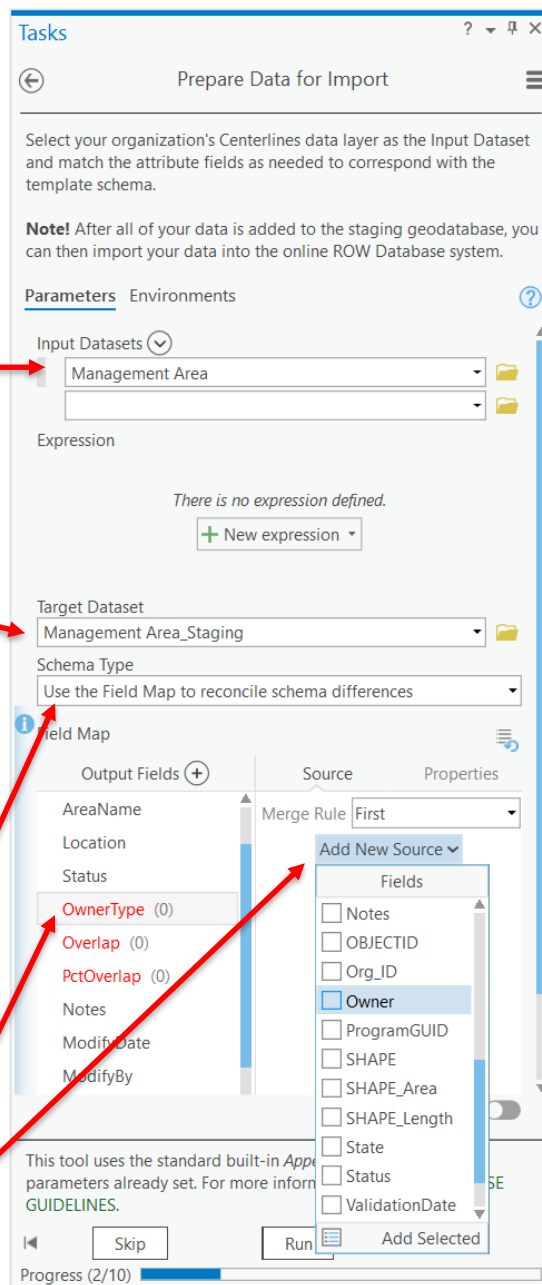 Tasks
?
Prepare Data for Import
Select your organization's Centerlines data layer as the Input Dataset
and match the attribute fields as needed to correspond with the
template schema.
Note! After all of your data is added to the staging geodatabase, you
can then import your data into the online ROW Database system.
Parameters Environments
?
Input Datasets
Management Area
Expression
There is no expression defined.
+ New expression
Target Dataset
Management Area_Staging
Schema Type
Use the Field Map to reconcile schema differences
i
Field Map
Output Fields +
Source Properties
AreaName
Location
Status
OwnerType (0)
Overlap (0)
PctOverlap (0)
Notes
ModifyDate
ModifyBy
Merge Rule First
Add New Source
Fields
Notes
OBJECTID
Org_ID
Owner
ProgramGUID
SHAPE
SHAPE_Area
SHAPE_Length
State
Status
ValidationDate
Add Selected
This tool uses the standard built-in
parameters already set. For more
GUIDELINES.
Skip Run
Progress (2/10)